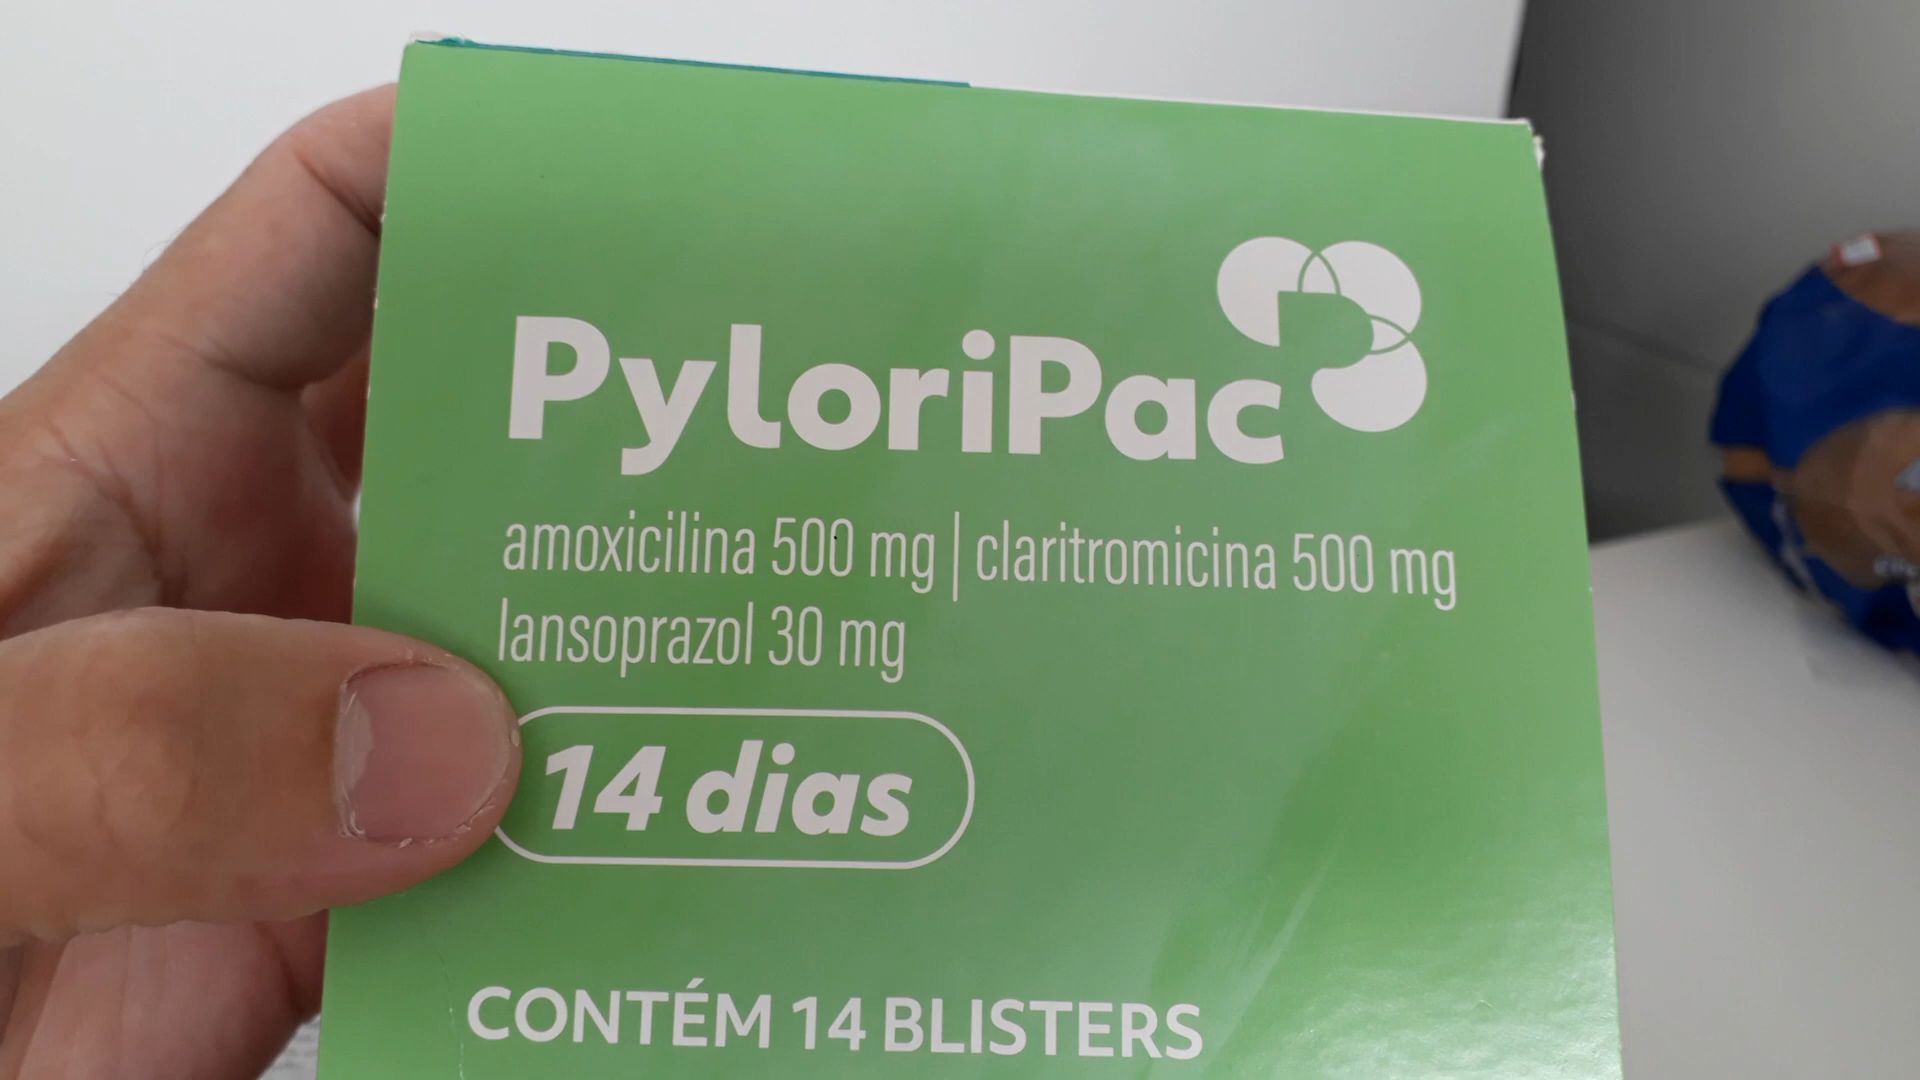 PyloriPac
amoxicilina 500 mg | claritromicina 500 mg
lansoprazol 30 mg
14 dias
CONTÉM 14 BLISTERS